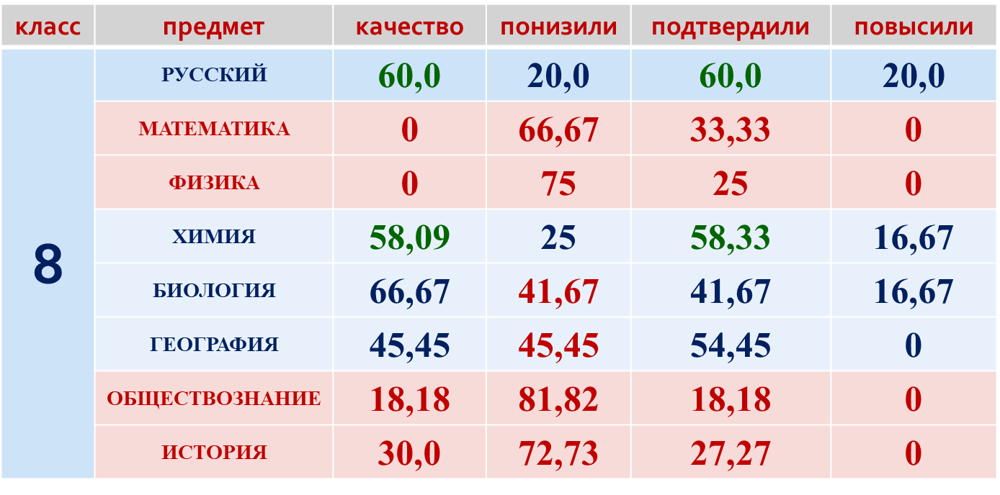 класс предмет качество понизили подтвердили повысили
8
РУССКИЙ 60,0 20,0 60,0 20,0
МАТЕМАТИКА 0 66,67 33,33 0
ФИЗИКА 0 75 25 0
ХИМИЯ 58,09 25 58,33 16,67
БИОЛОГИЯ 66,67 41,67 41,67 16,67
ГЕОГРАФИЯ 45,45 45,45 54,45 0
ОБЩЕСТВОЗНАНИЕ 18,18 81,82 18,18 0
ИСТОРИЯ 30,0 72,73 27,27 0